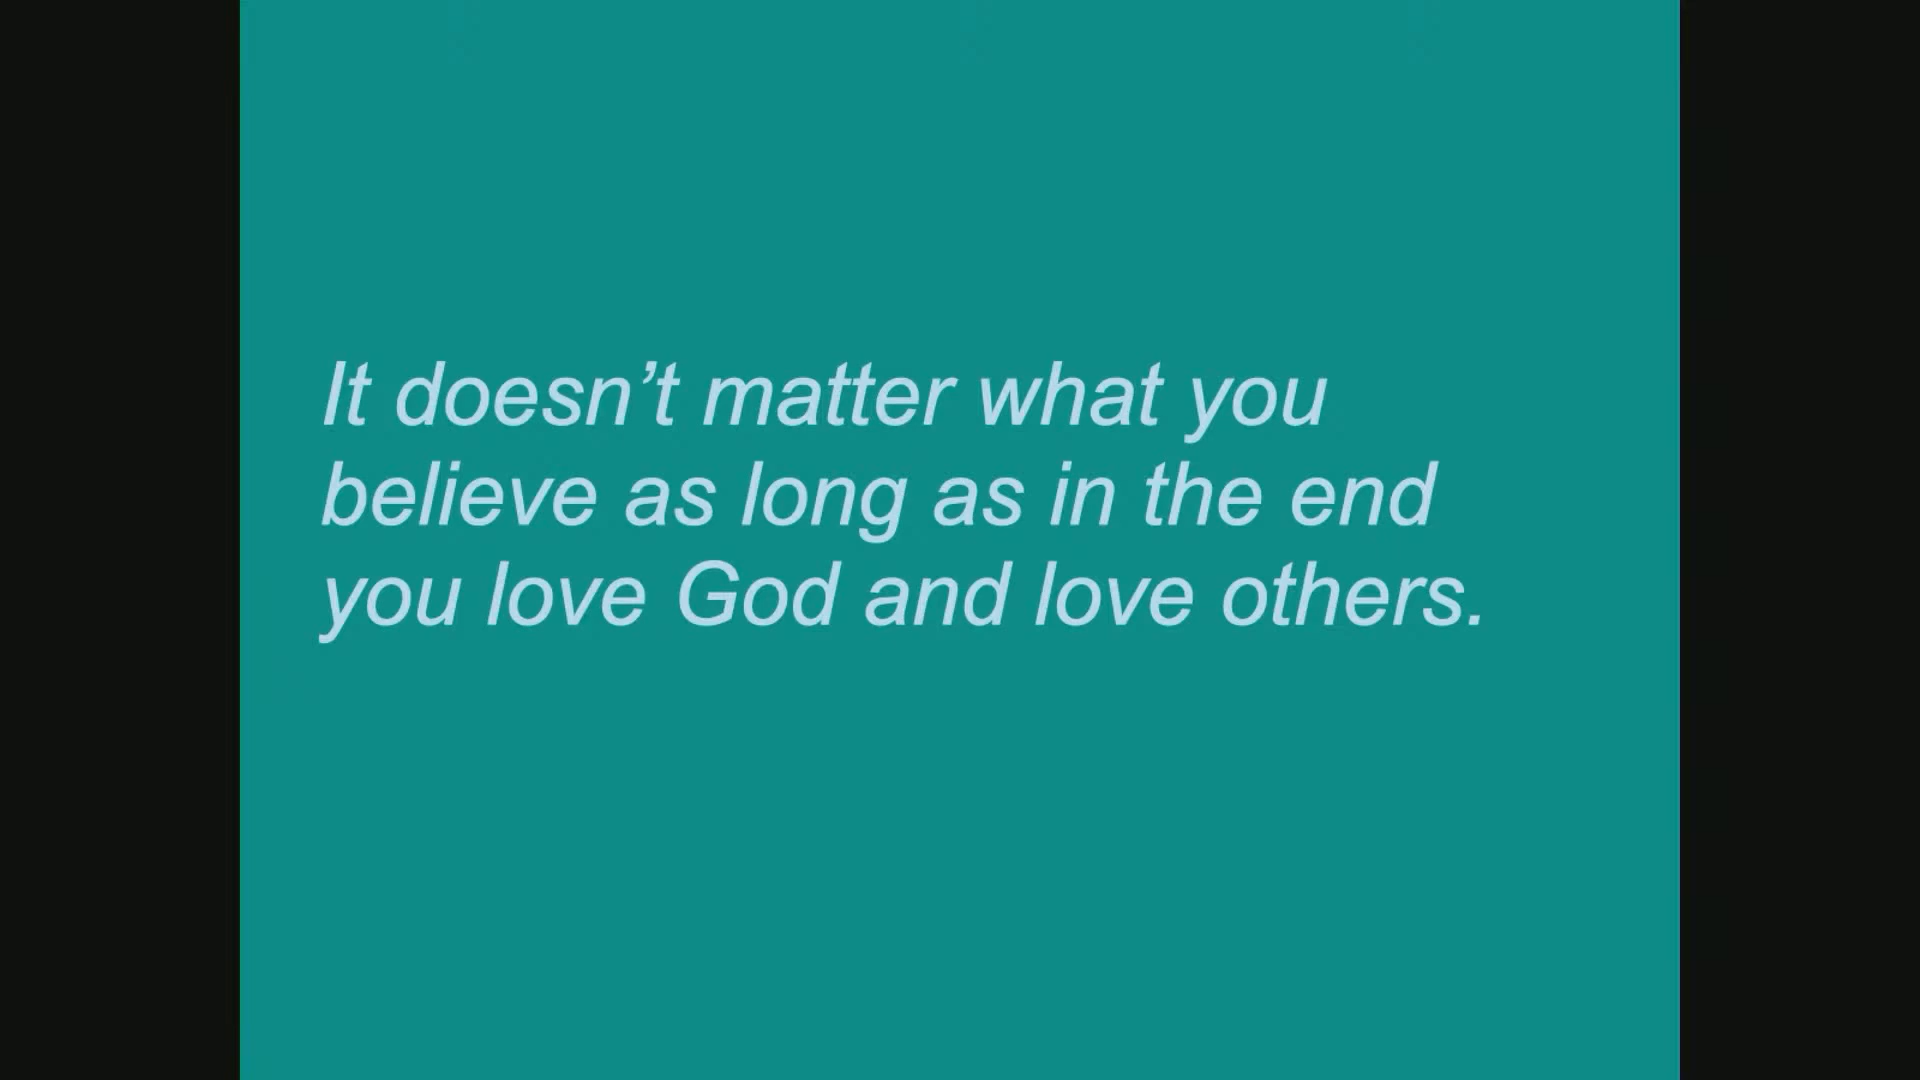 It doesn’t matter what you
believe as long as in the end
you love God and love others.